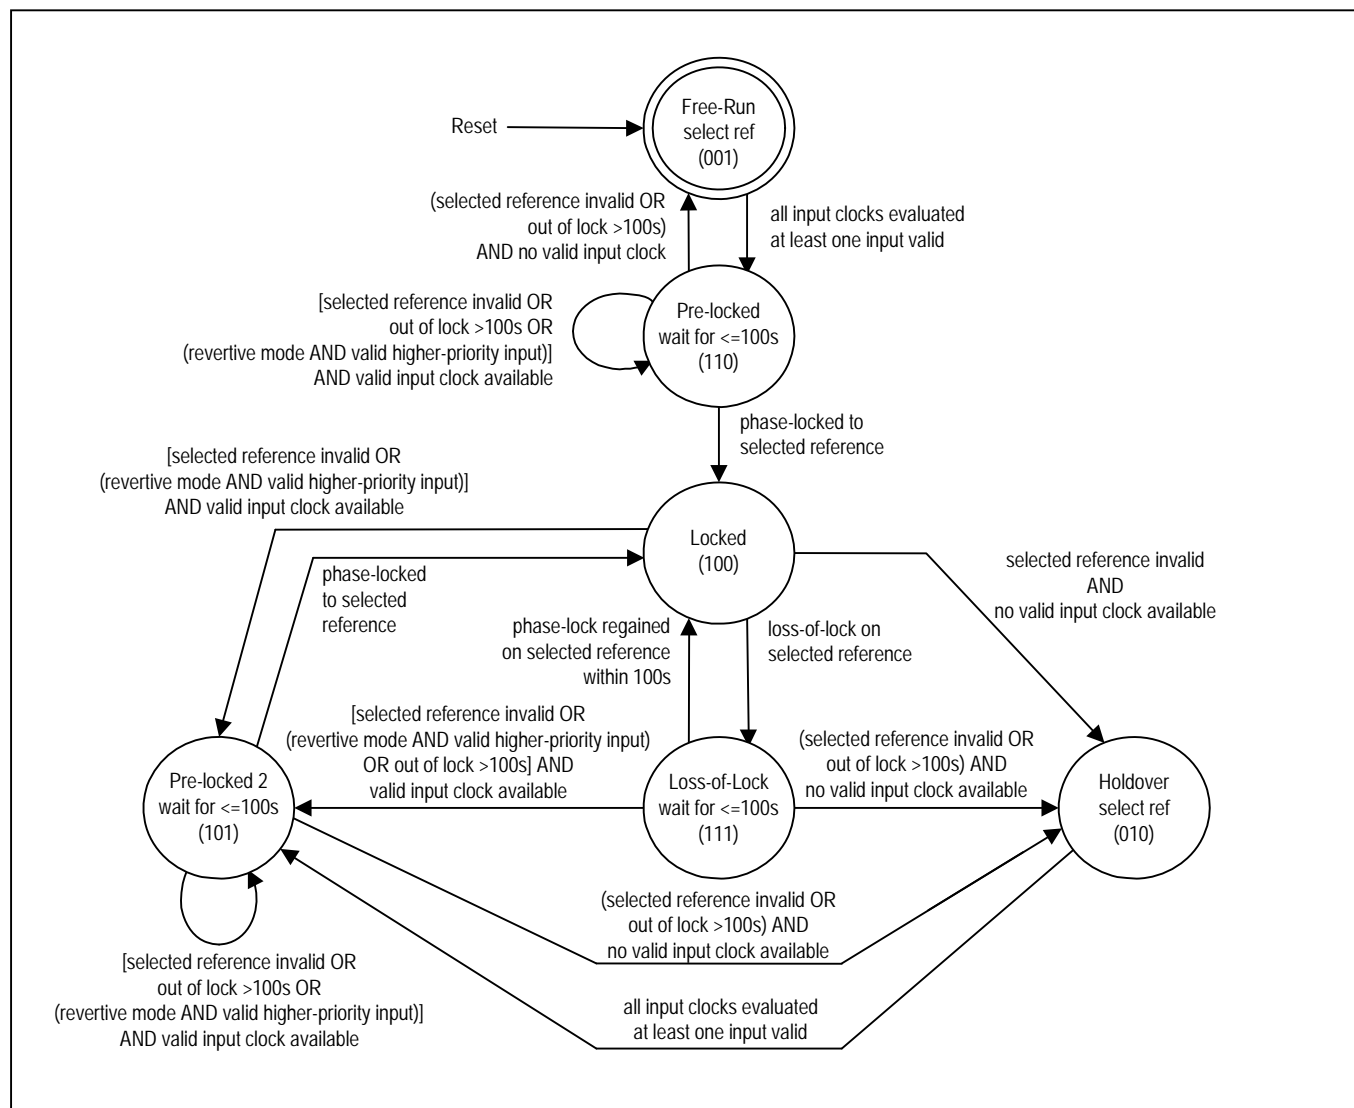 Free-Run
select ref
(001)
Reset
(selected reference invalid OR
out of lock >100s)
AND no valid input clock
all input clocks evaluated
at least one input valid
[selected reference invalid OR
out of lock >100s OR
(revertive mode AND valid higher-priority input)]
AND valid input clock available
Pre-locked
wait for <=100s
(110)
phase-locked to
selected reference
[selected reference invalid OR
(revertive mode AND valid higher-priority input)]
AND valid input clock available
Locked
(100)
phase-locked
to selected
reference
selected reference invalid
AND
no valid input clock available
phase-lock regained
on selected reference
within 100s
loss-of-lock on
selected reference
[selected reference invalid OR
(revertive mode AND valid higher-priority input)
OR out of lock >100s] AND
valid input clock available
(selected reference invalid OR
out of lock >100s) AND
no valid input clock available
Pre-locked 2
wait for <=100s
(101)
Loss-of-Lock
wait for <=100s
(111)
Holdover
select ref
(010)
(selected reference invalid OR
out of lock >100s) AND
no valid input clock available
[selected reference invalid OR
out of lock >100s OR
(revertive mode AND valid higher-priority input)]
AND valid input clock available
all input clocks evaluated
at least one input valid